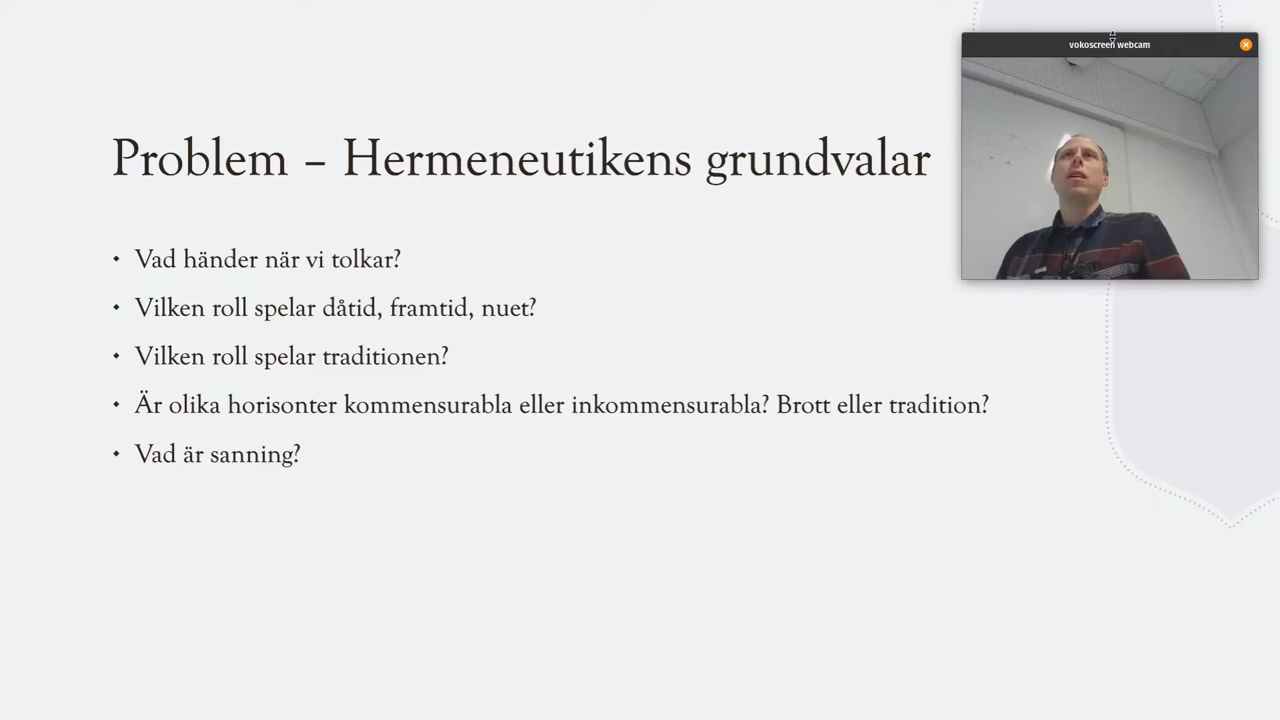 vokoscreen webcam
Problem – Hermeneutikens grundvalar
Vad händer när vi tolkar?
Vilken roll spelar dåtid, framtid, nuet?
Vilken roll spelar traditionen?
Är olika horisonter kommensurabla eller inkommensurabla? Brott eller tradition?
Vad är sanning?